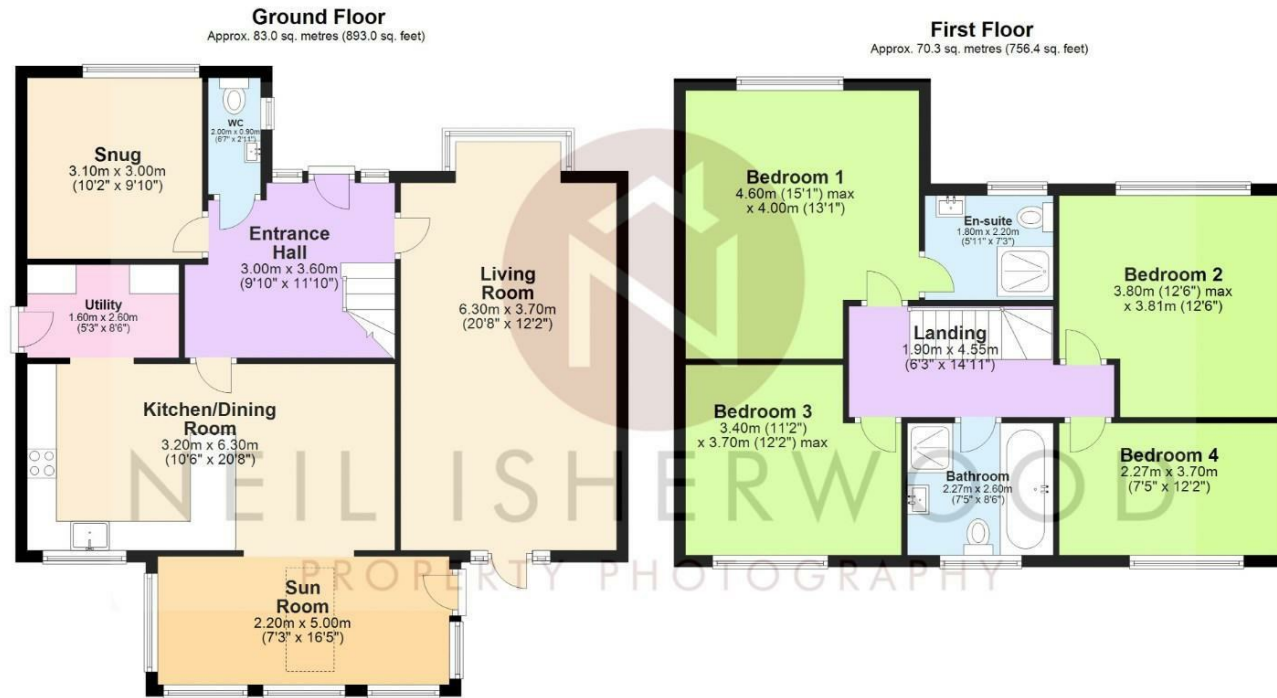 Ground Floor
Approx. 83.0 sq. metres (893.0 sq. feet)
Snug
3.10m x 3.00m
(10'2" x 9'10")
WC
2.00m x 0.90m
(6'7" x 2'11")
Entrance
Hall
3.00m x 3.60m
(9'10" x 11'10")
Living
Room
6.30m x 3.70m
(20'8" x 12'2")
Utility
1.60m x 2.60m
(5'3" x 8'6")
Kitchen/Dining
Room
3.20m x 6.30m
(10'6" x 20'8")
Sun
Room
2.20m x 5.00m
(7'3" x 16'5")
First Floor
Approx. 70.3 sq. metres (756.4 sq. feet)
Bedroom 1
4.60m (15'1") max
x 4.00m (13'1")
En-suite
1.80m x 2.20m
(5'11" x 7'3")
Bedroom 2
3.80m (12'6") max
x 3.81m (12'6")
Landing
1.90m x 4.55m
(6'3" x 14'11")
Bedroom 3
3.40m (11'2")
x 3.70m (12'2") max
Bathroom
2.27m x 2.60m
(7'5" x 8'6")
Bedroom 4
2.27m x 3.70m
(7'5" x 12'2")
NEIL ISHERWOOD
PROPERTY PHOTOGRAPHY